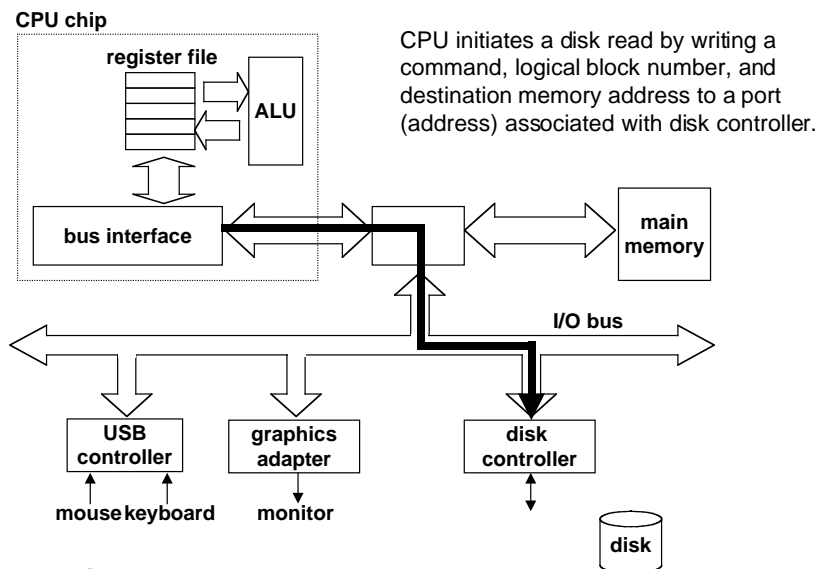 CPU chip
register file
ALU
CPU initiates a disk read by writing a
command, logical block number, and
destination memory address to a port
(address) associated with disk controller.
bus interface
main
memory
I/O bus
USB
controller
graphics
adapter
disk
controller
mouse keyboard
monitor
disk